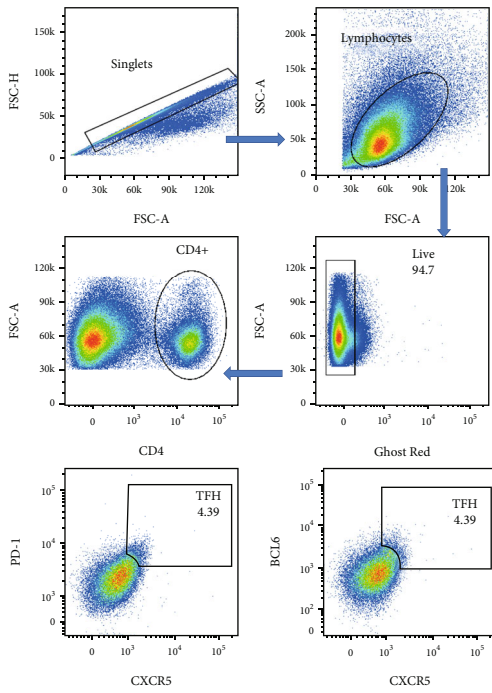 FSC-H
150k
100k
50k
0
Singlets
0 30k 60k 90k 120k
FSC-A
SSC-A
200k
150k
100k
50k
0
Lymphocytes
0 30k 60k 90k 120k
FSC-A
FSC-A
120k
90k
60k
30k
0
CD4+
0 10³ 10⁴ 10⁵
CD4
FSC-A
120k
90k
60k
30k
0
Live
94.7
0 10³ 10⁴ 10⁵
Ghost Red
PD-1
10⁵
10⁴
10³
0
TFH
4.39
0 10³ 10⁴ 10⁵
CXCR5
BCL6
10⁵
10⁴
10³
10²
0
TFH
4.39
0 10³ 10⁴ 10⁵
CXCR5